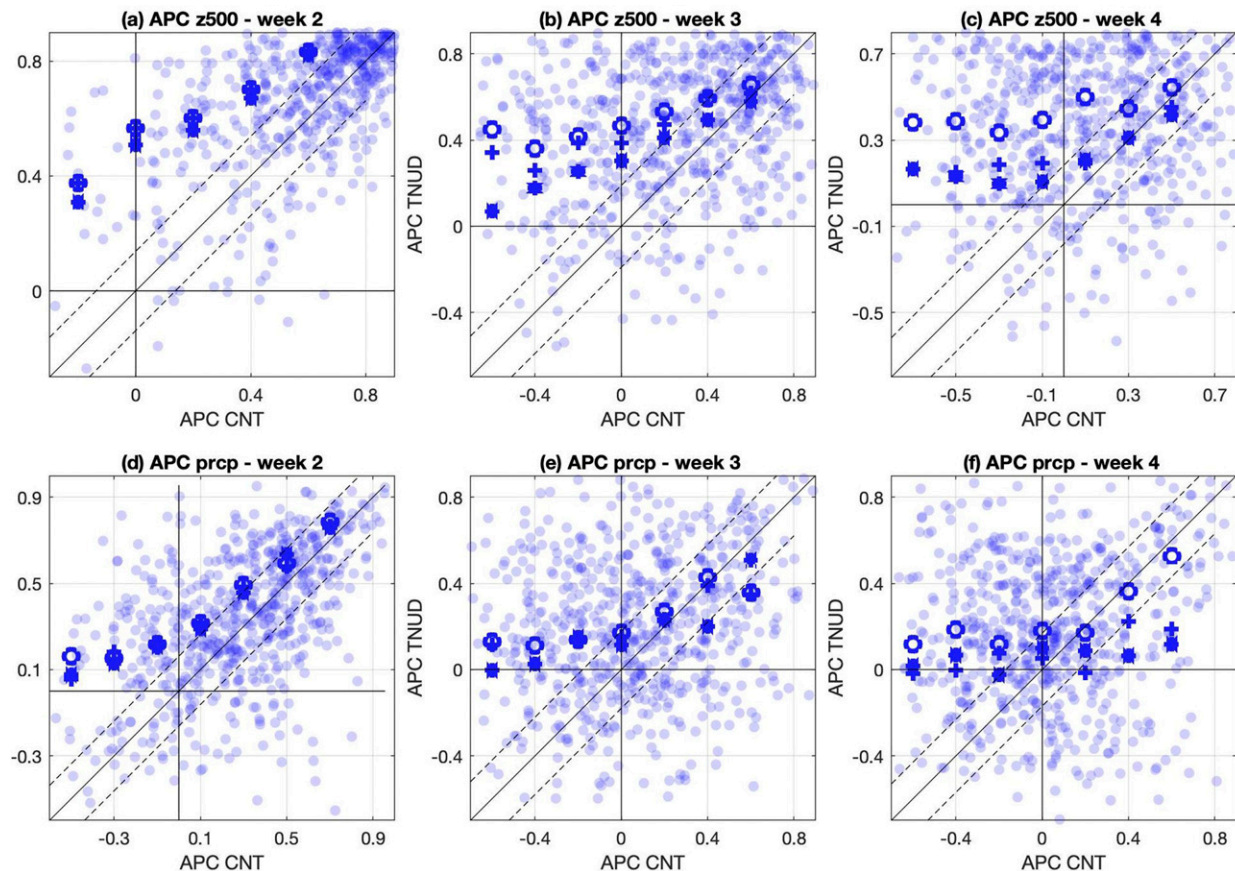 (a) APC z500 - week 2
(b) APC z500 - week 3
(c) APC z500 - week 4
0.8
0.4
0
0 0.4 0.8
APC CNT
APC TNUD
0.8
0.4
0
-0.4
-0.4 0 0.4 0.8
APC CNT
APC TNUD
0.7
0.3
-0.1
-0.5
-0.5 -0.1 0.3 0.7
APC CNT
(d) APC prcp - week 2
(e) APC prcp - week 3
(f) APC prcp - week 4
0.9
0.5
0.1
-0.3
-0.3 0.1 0.5 0.9
APC CNT
APC TNUD
0.8
0.4
0
-0.4
-0.4 0 0.4 0.8
APC CNT
APC TNUD
0.8
0.4
0
-0.4
-0.4 0 0.4 0.8
APC CNT